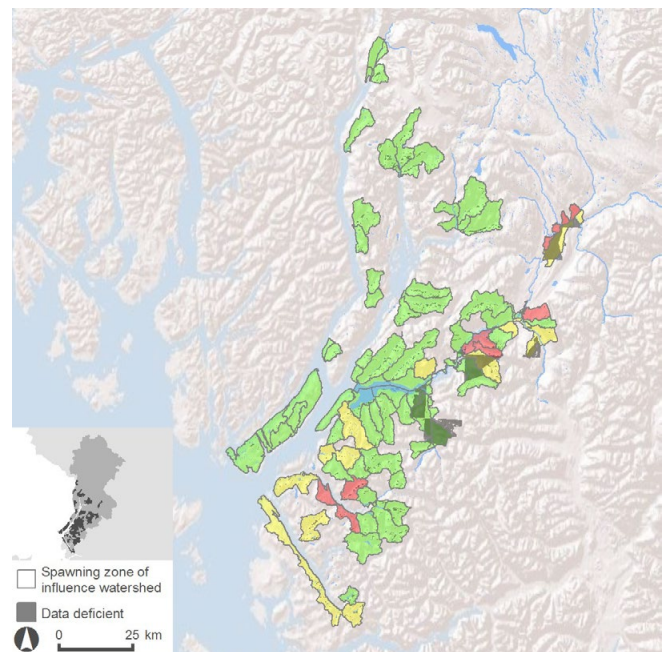 Spawning zone of
influence watershed
Data deficient
0 25 km